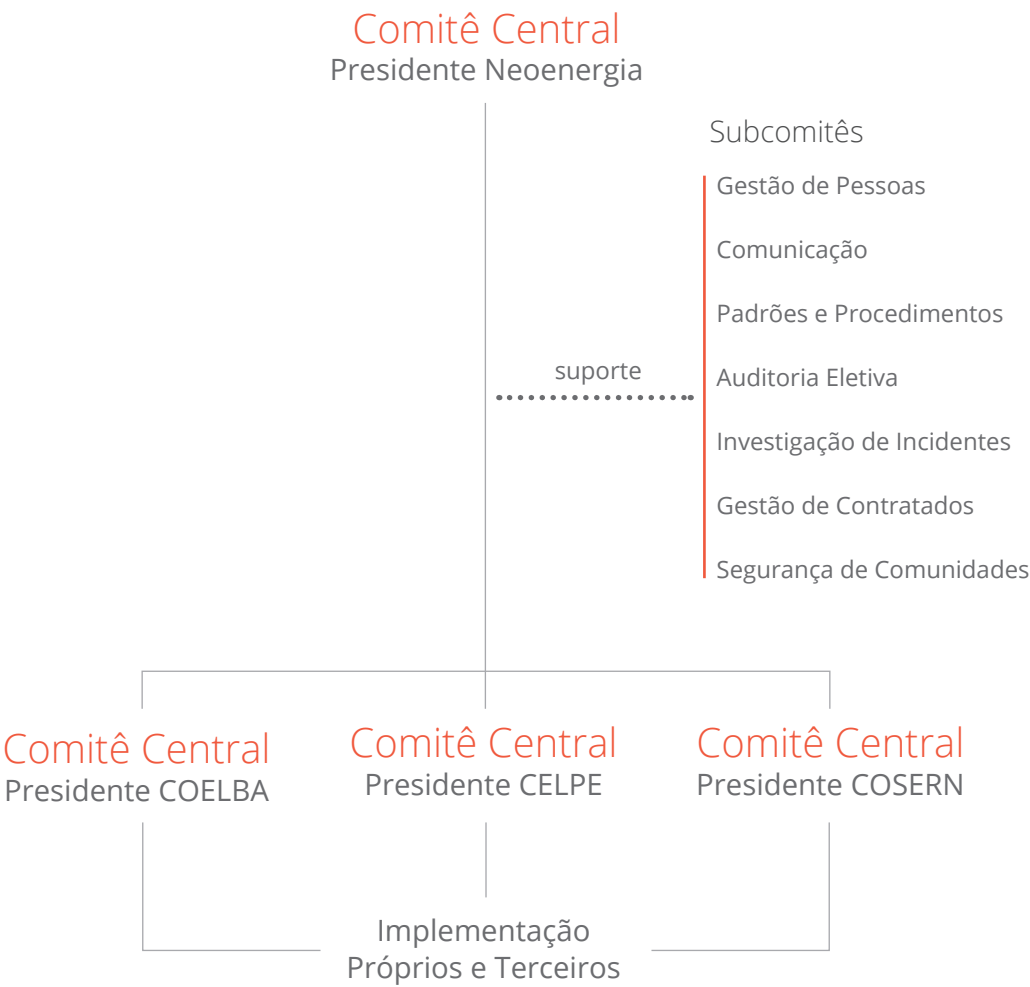 Comitê Central
Presidente Neoenergia
Subcomitês
Gestão de Pessoas
Comunicação
Padrões e Procedimentos
suporte
Auditoria Eletiva
Investigação de Incidentes
Gestão de Contratados
Segurança de Comunidades
Comitê Central
Presidente COELBA
Comitê Central
Presidente CELPE
Comitê Central
Presidente COSERN
Implementação
Próprios e Terceiros